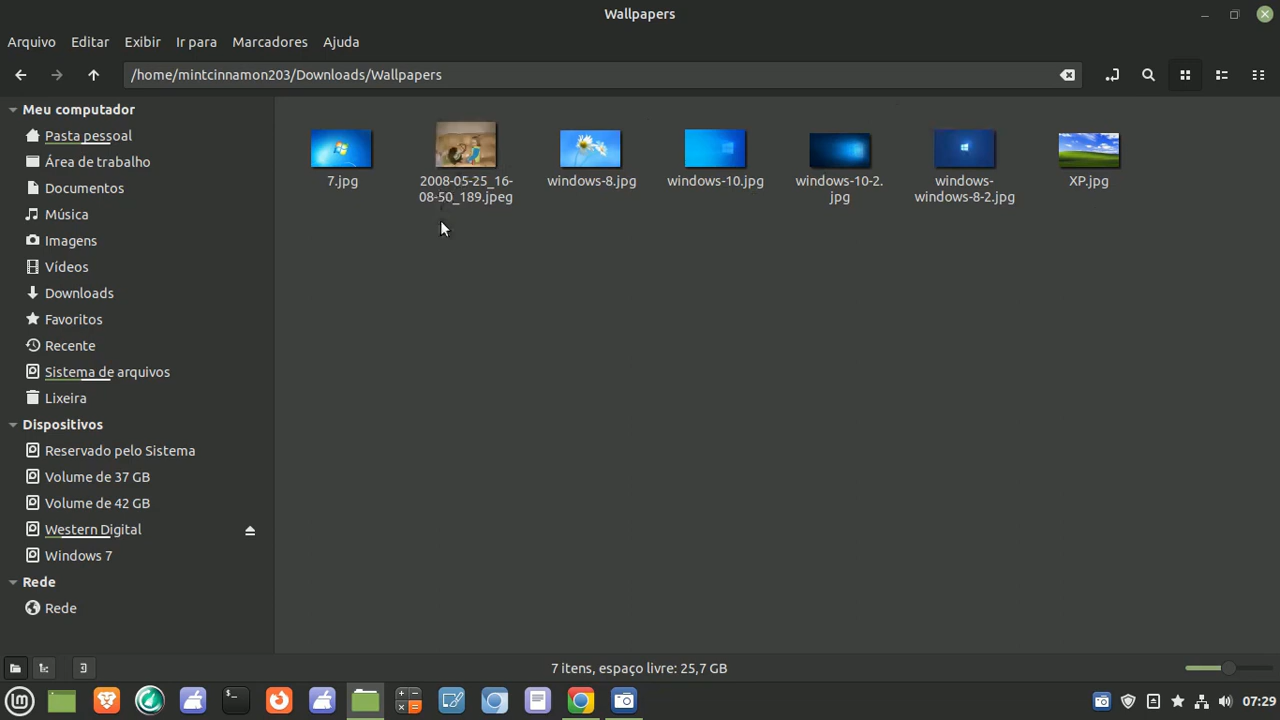 Wallpapers
Arquivo Editar Exibir Ir para Marcadores Ajuda
/home/mintcinnamon203/Downloads/Wallpapers
Meu computador
Pasta pessoal
Área de trabalho
Documentos
Música
Imagens
Vídeos
Downloads
Favoritos
Recente
Sistema de arquivos
Lixeira
Dispositivos
Reservado pelo Sistema
Volume de 37 GB
Volume de 42 GB
Western Digital
Windows 7
Rede
Rede
7.jpg
2008-05-25_16-
08-50_189.jpeg
windows-8.jpg
windows-10.jpg
windows-10-2.
jpg
windows-
windows-8-2.jpg
XP.jpg
7 itens, espaço livre: 25,7 GB
07:29